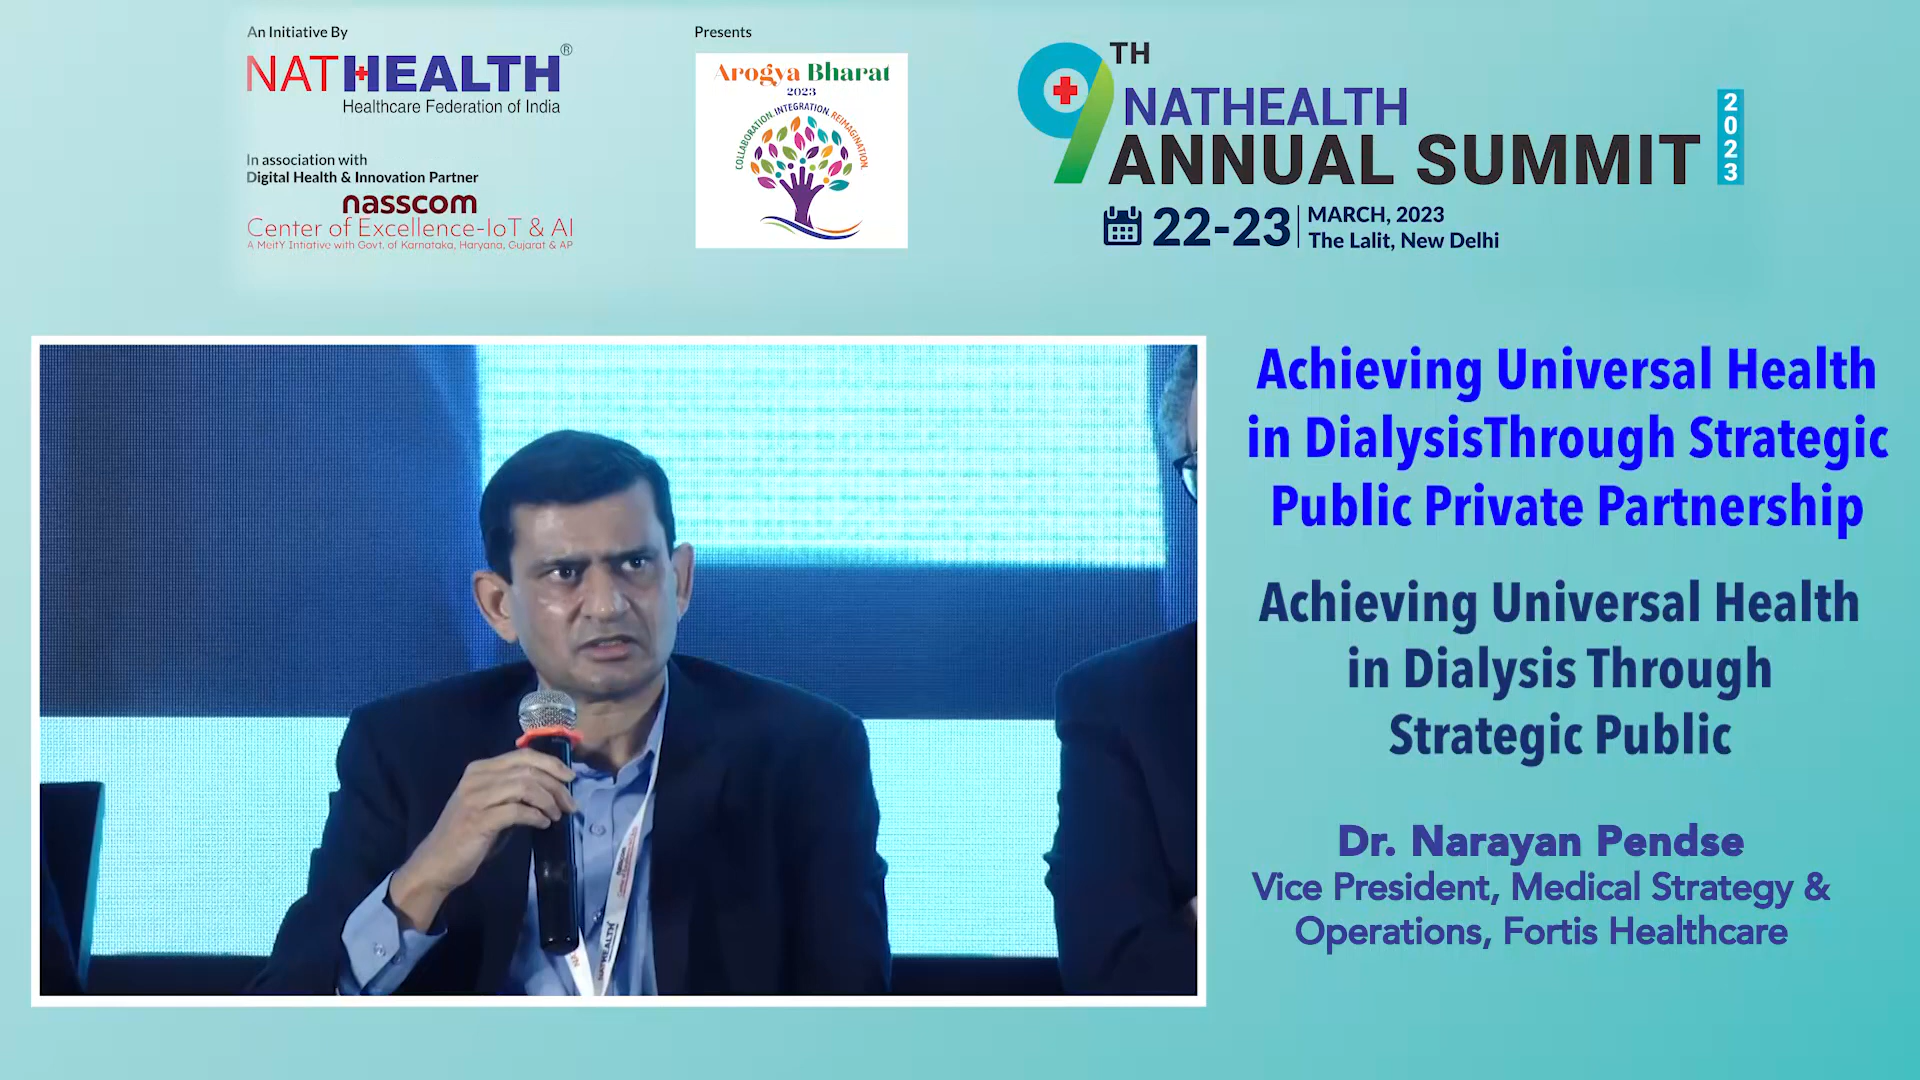 An Initiative By
NATHEALTH®
Healthcare Federation of India
In association with
Digital Health & Innovation Partner
nasscom
Center of Excellence-IoT & AI
A MeitY Intiative with Govt. of Karnataka, Haryana, Gujarat & AP
Presents
Arogya Bharat
2023
COLLABORATION. INTEGRATION. REIMAGINATION.
9TH
NATHEALTH
ANNUAL SUMMIT
2023
22-23
MARCH, 2023
The Lalit, New Delhi
Achieving Universal Health
in DialysisThrough Strategic
Public Private Partnership
Achieving Universal Health
in Dialysis Through
Strategic Public
Dr. Narayan Pendse
Vice President, Medical Strategy &
Operations, Fortis Healthcare
NATHEALTH